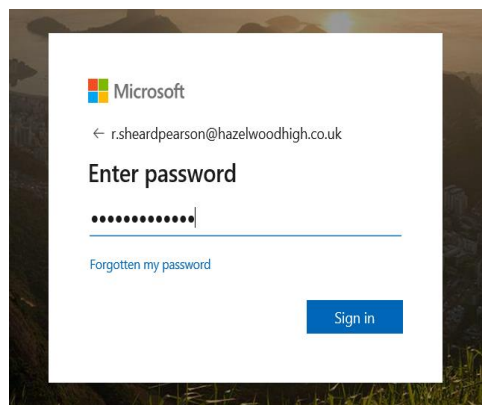 Microsoft
← r.sheardpearson@hazelwoodhigh.co.uk
Enter password
•••••••••••••
Forgotten my password
Sign in